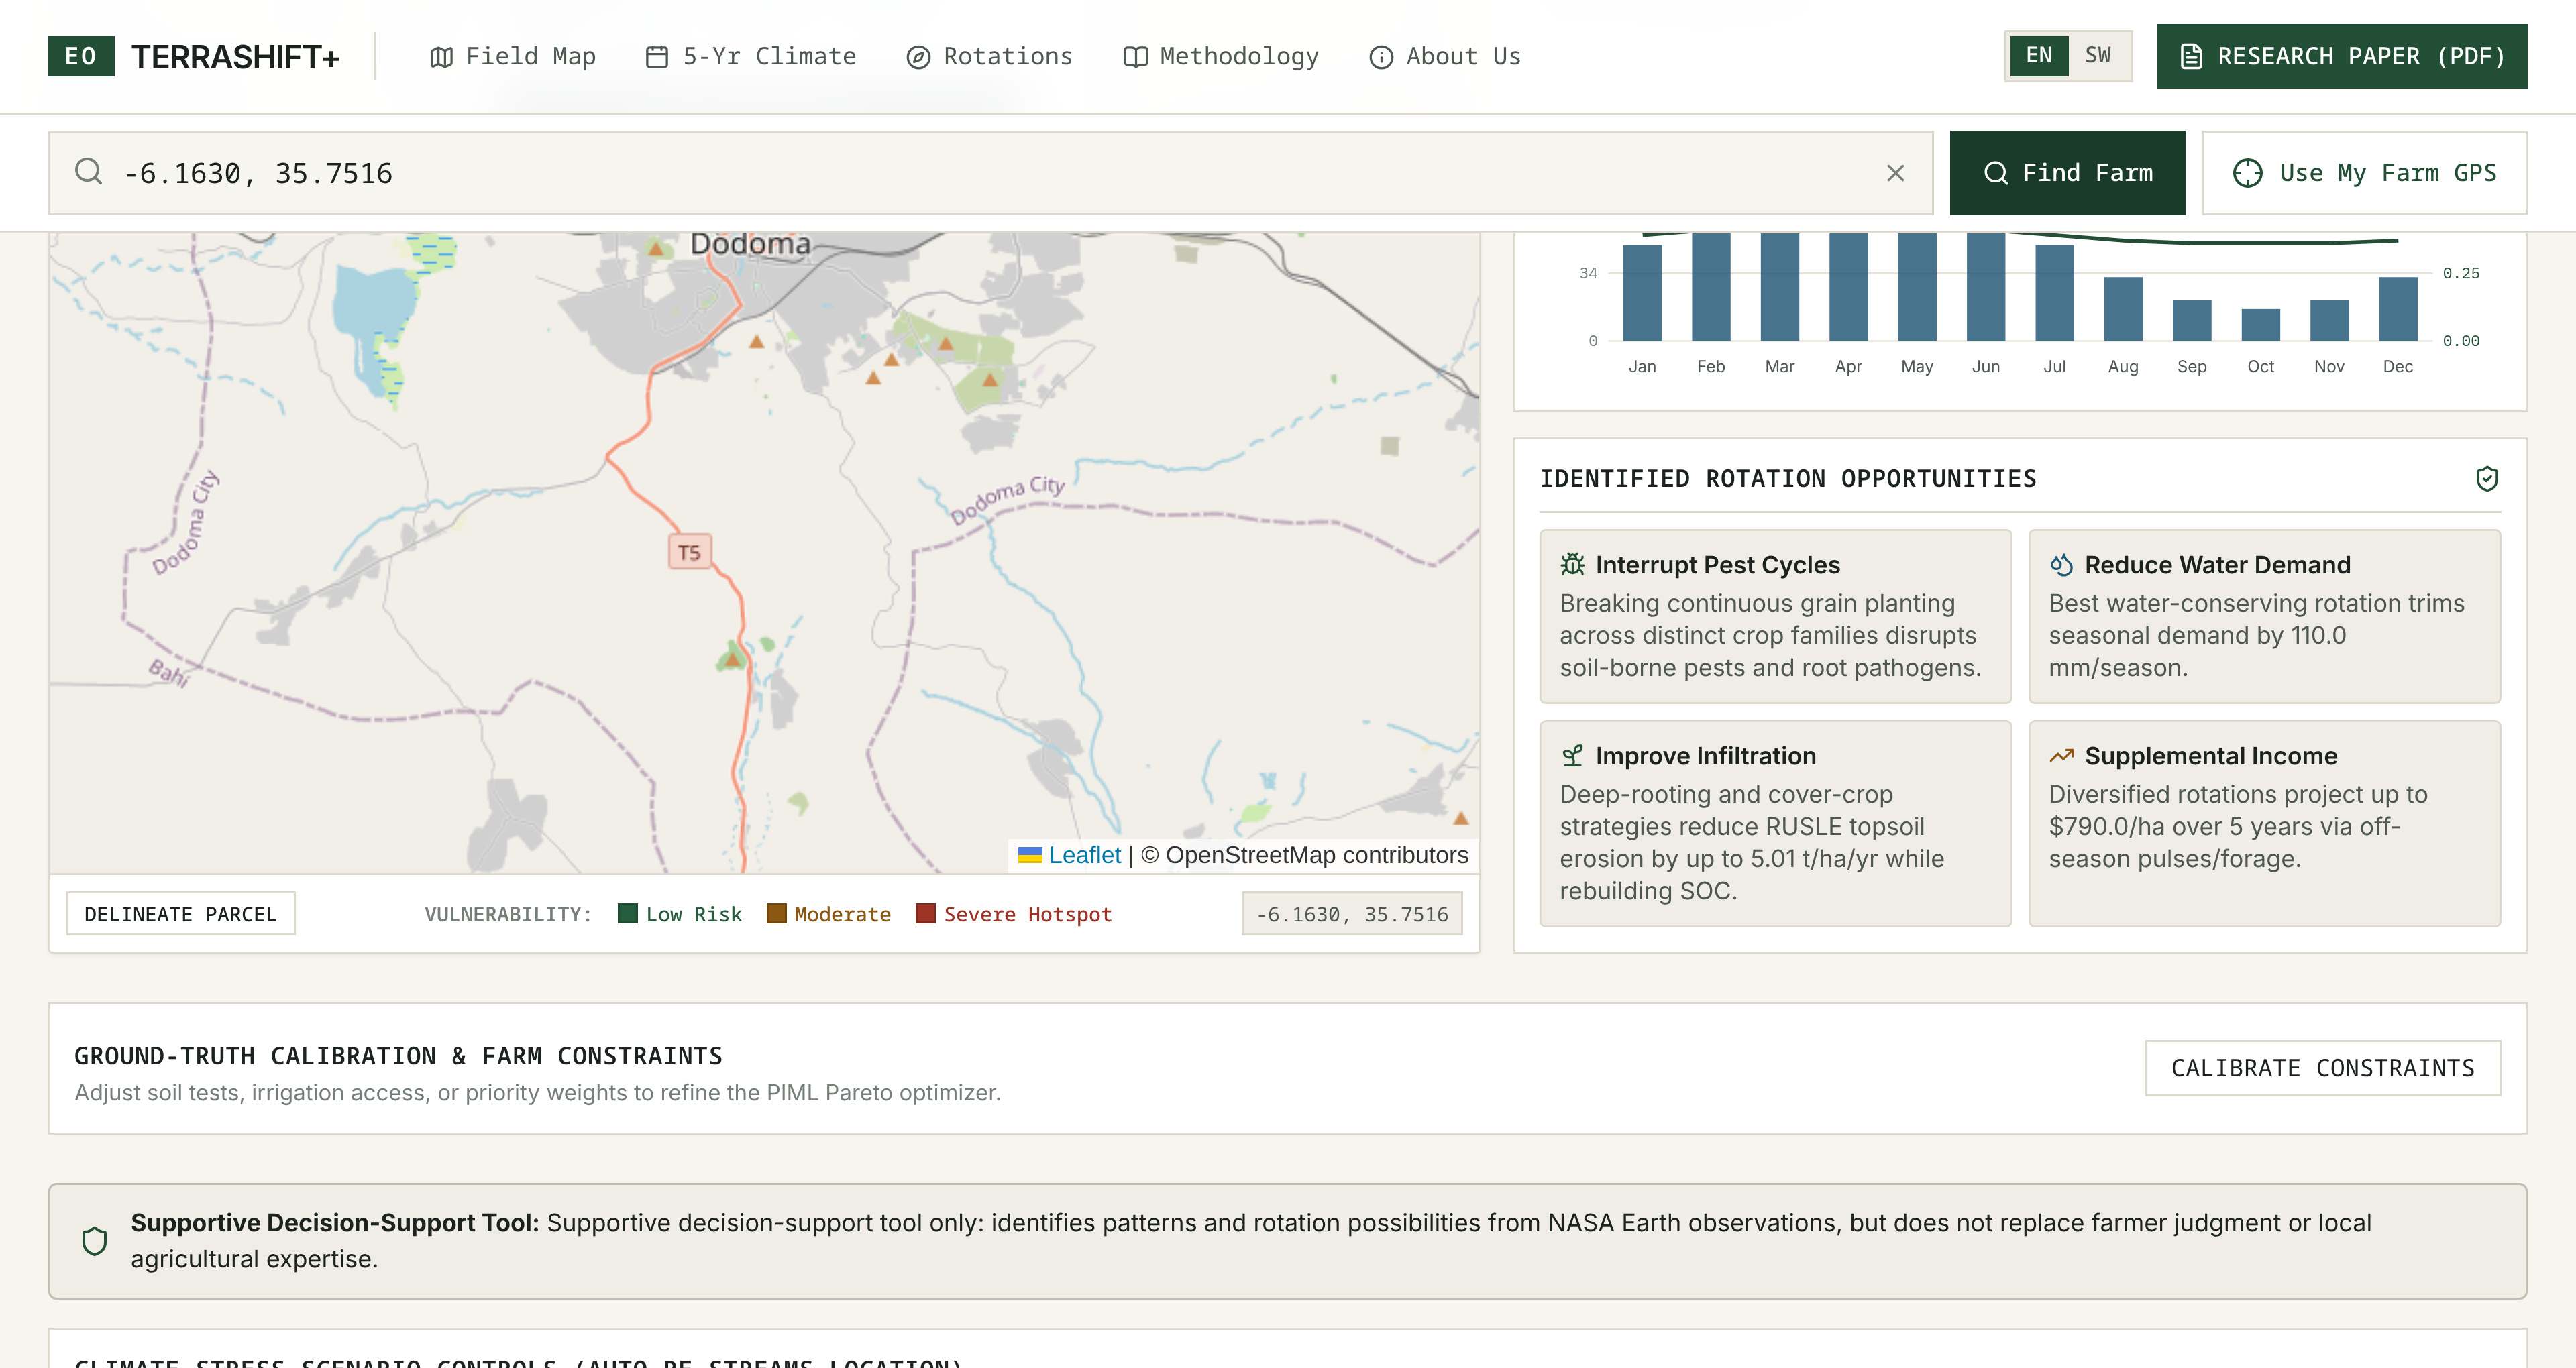 EO TERRASHIFT+ Field Map 5-Yr Climate Rotations Methodology About Us EN SW RESEARCH PAPER (PDF)
-6.1630, 35.7516 Find Farm Use My Farm GPS
Dodoma
Dodoma City
Dodoma City
T5
Bahi
Leaflet | © OpenStreetMap contributors
DELINEATE PARCEL VULNERABILITY: Low Risk Moderate Severe Hotspot -6.1630, 35.7516
34 0.25
0 0.00
Jan Feb Mar Apr May Jun Jul Aug Sep Oct Nov Dec
IDENTIFIED ROTATION OPPORTUNITIES
Interrupt Pest Cycles
Breaking continuous grain planting
across distinct crop families disrupts
soil-borne pests and root pathogens.
Reduce Water Demand
Best water-conserving rotation trims
seasonal demand by 110.0
mm/season.
Improve Infiltration
Deep-rooting and cover-crop
strategies reduce RUSLE topsoil
erosion by up to 5.01 t/ha/yr while
rebuilding SOC.
Supplemental Income
Diversified rotations project up to
$790.0/ha over 5 years via off-
season pulses/forage.
GROUND-TRUTH CALIBRATION & FARM CONSTRAINTS
Adjust soil tests, irrigation access, or priority weights to refine the PIML Pareto optimizer.
CALIBRATE CONSTRAINTS
Supportive Decision-Support Tool: Supportive decision-support tool only: identifies patterns and rotation possibilities from NASA Earth observations, but does not replace farmer judgment or local
agricultural expertise.
CLIMATE STRESS SCENARIO CONTROLS (AUTO RE-STREAMS LOCATION)